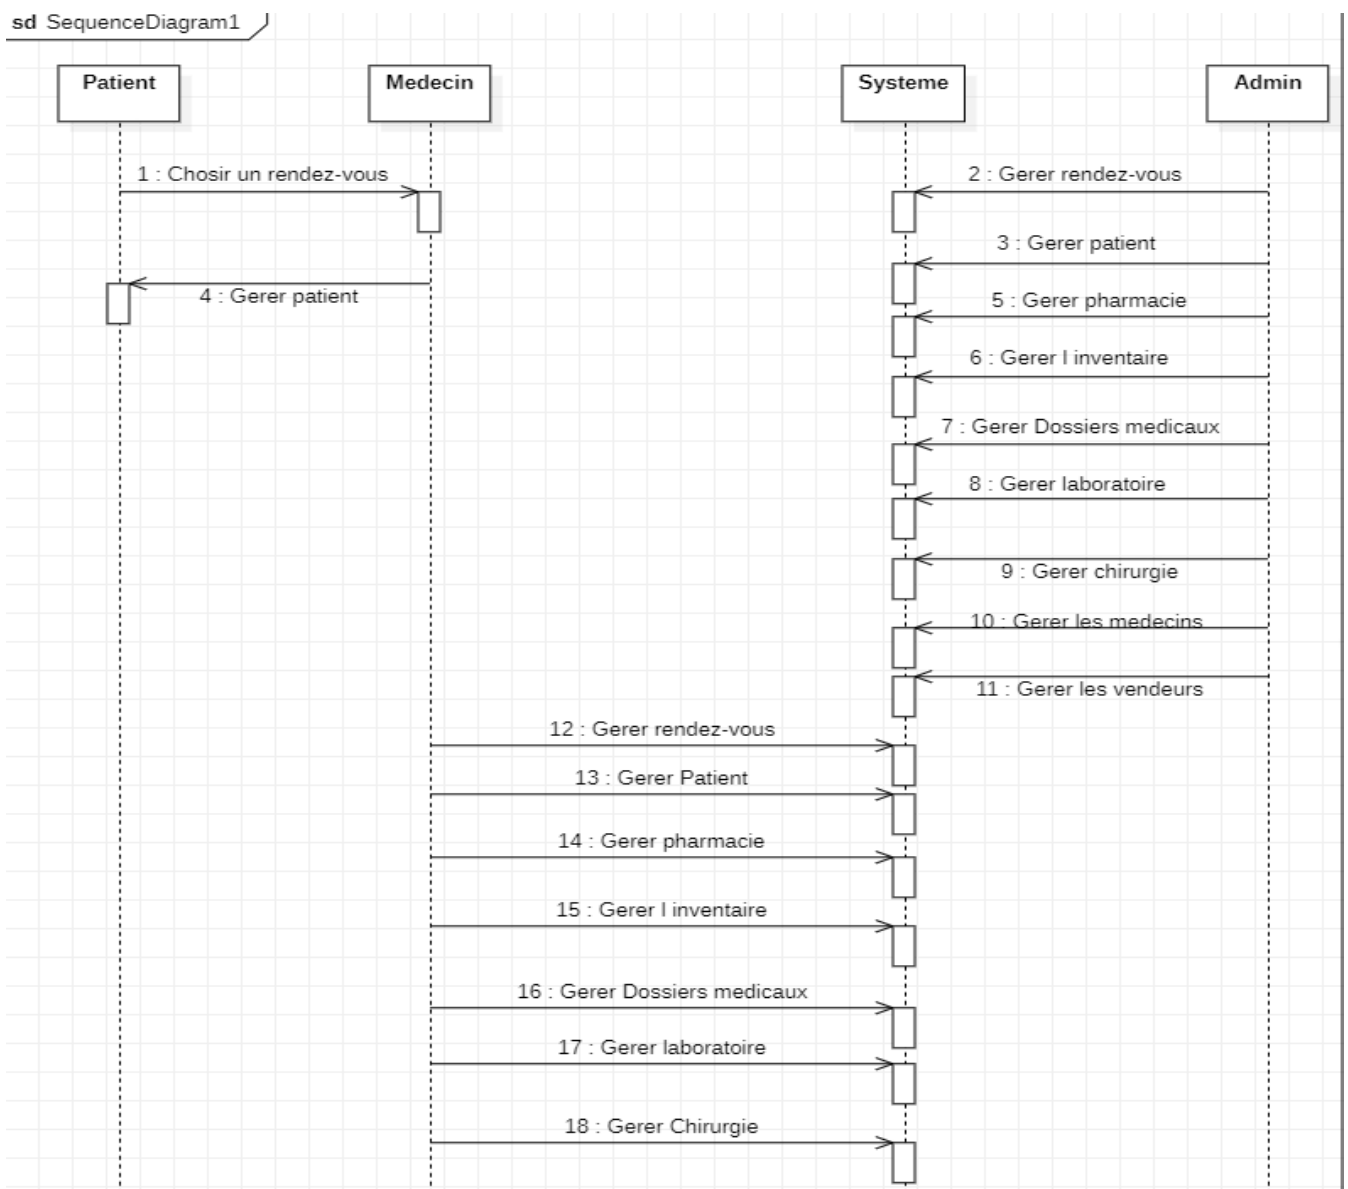 sd SequenceDiagram1
Patient
Medecin
Systeme
Admin
1 : Chosir un rendez-vous
2 : Gerer rendez-vous
3 : Gerer patient
4 : Gerer patient
5 : Gerer pharmacie
6 : Gerer l inventaire
7 : Gerer Dossiers medicaux
8 : Gerer laboratoire
9 : Gerer chirurgie
10 : Gerer les medecins
11 : Gerer les vendeurs
12 : Gerer rendez-vous
13 : Gerer Patient
14 : Gerer pharmacie
15 : Gerer l inventaire
16 : Gerer Dossiers medicaux
17 : Gerer laboratoire
18 : Gerer Chirurgie